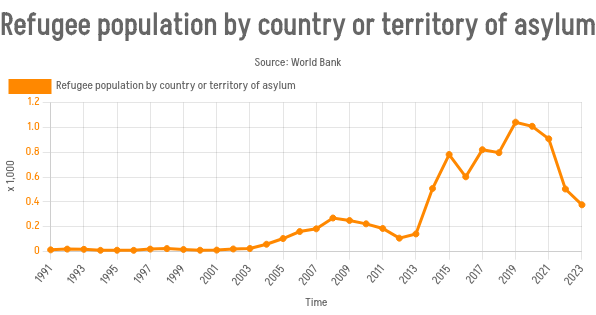 Refugee population by country or territory of asylum
Source: World Bank
Refugee population by country or territory of asylum
1.2
1.0
0.8
0.6
0.4
0.2
0
x 1,000
1991 1993 1995 1997 1999 2001 2003 2005 2007 2009 2011 2013 2015 2017 2019 2021 2023
Time